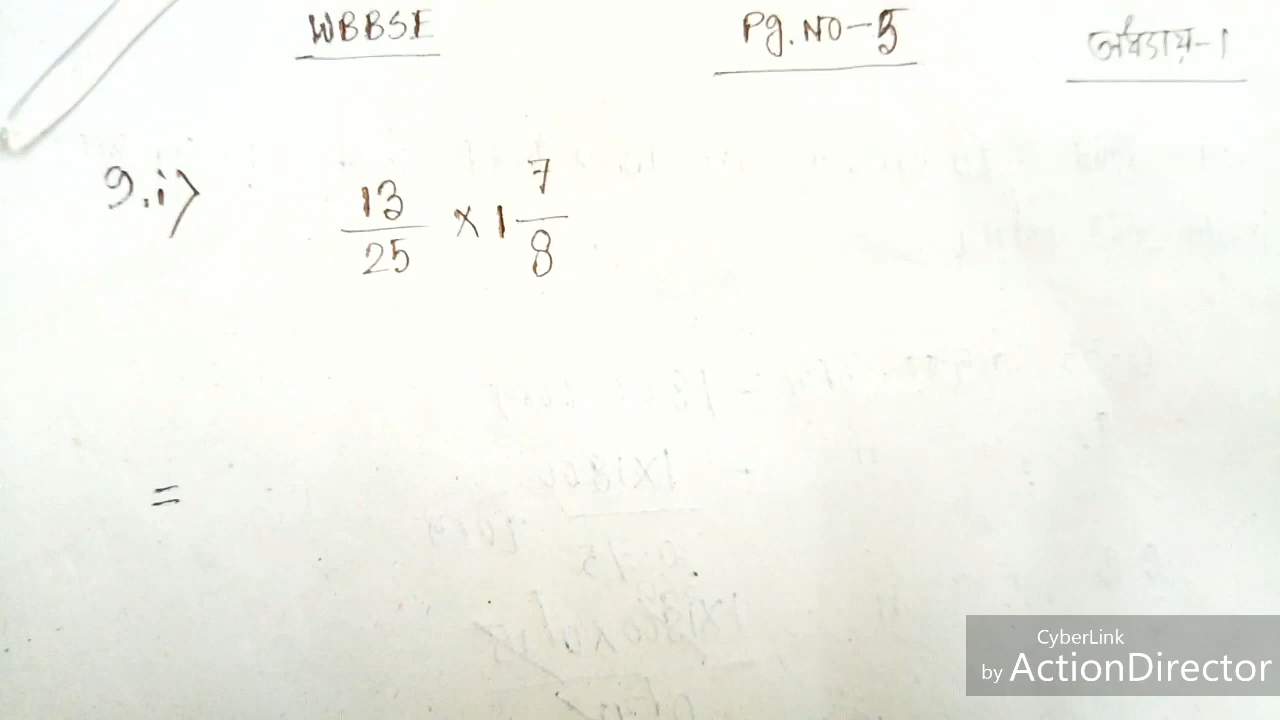 WBBSE
Pg. NO-5
অধ্যায়-1
9.i>
13/25 × 1 7/8
=
CyberLink
by ActionDirector